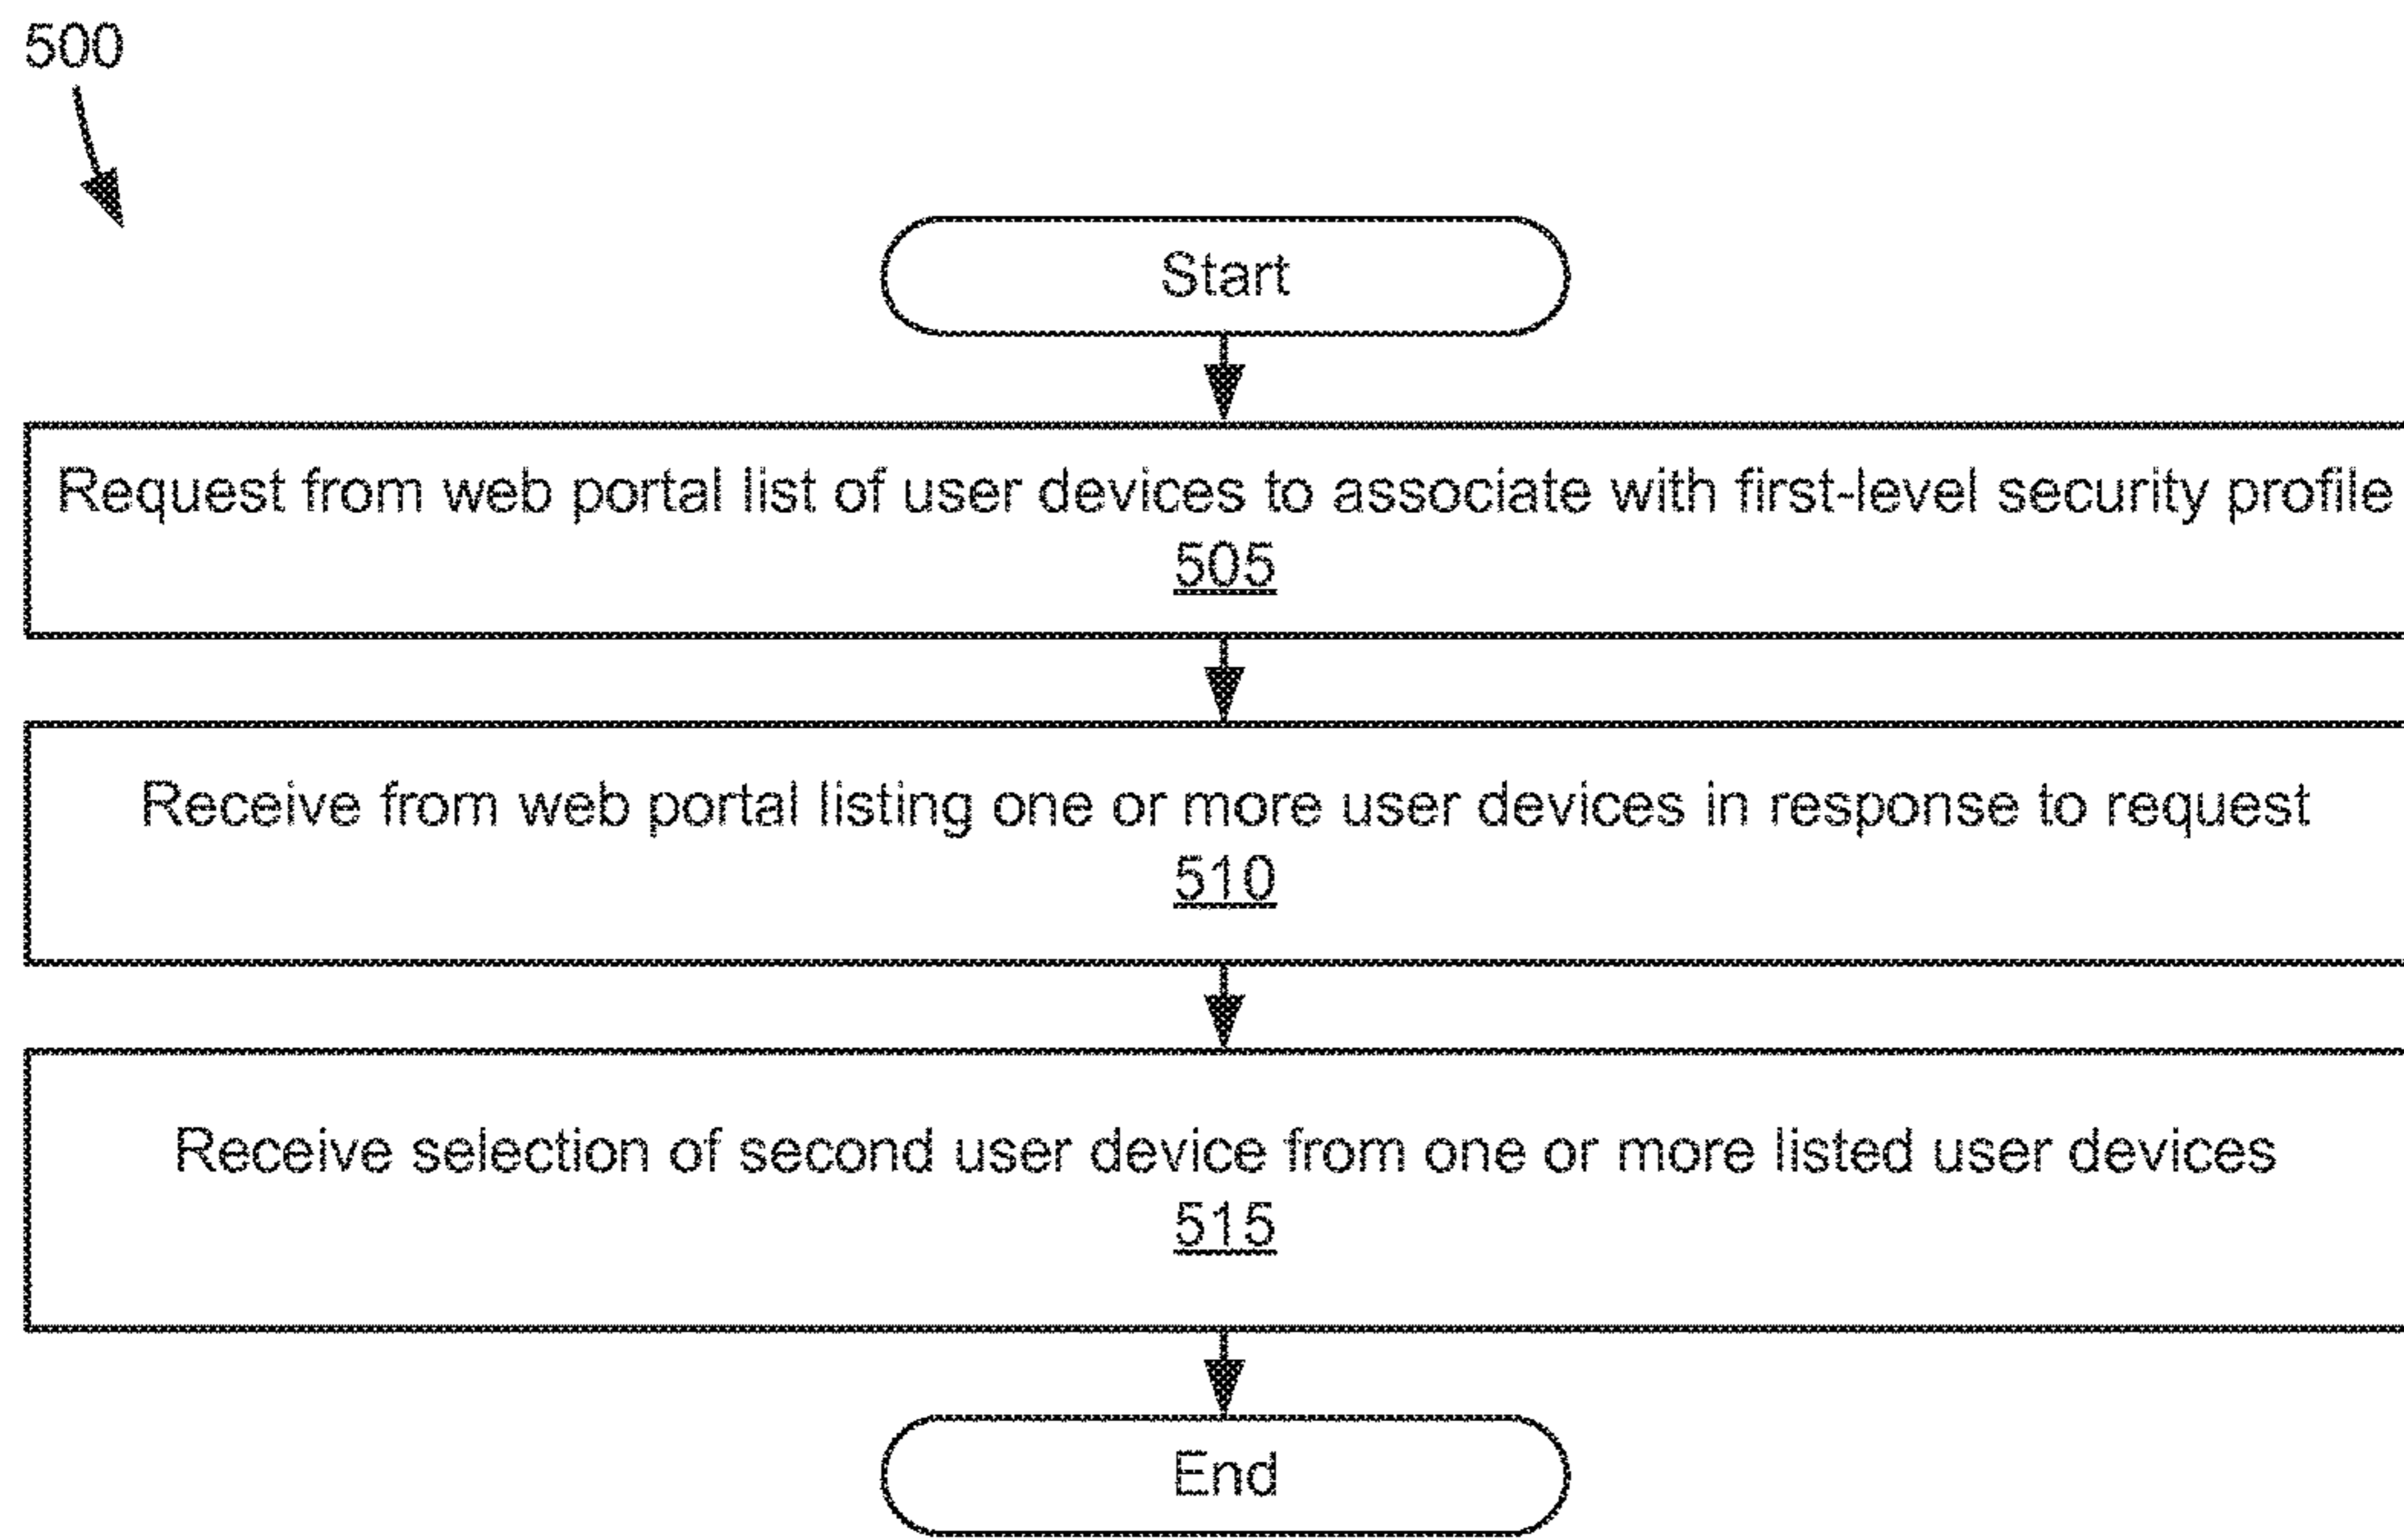 500
Start
Request from web portal list of user devices to associate with first-level security profile
505
Receive from web portal listing one or more user devices in response to request
510
Receive selection of second user device from one or more listed user devices
515
End